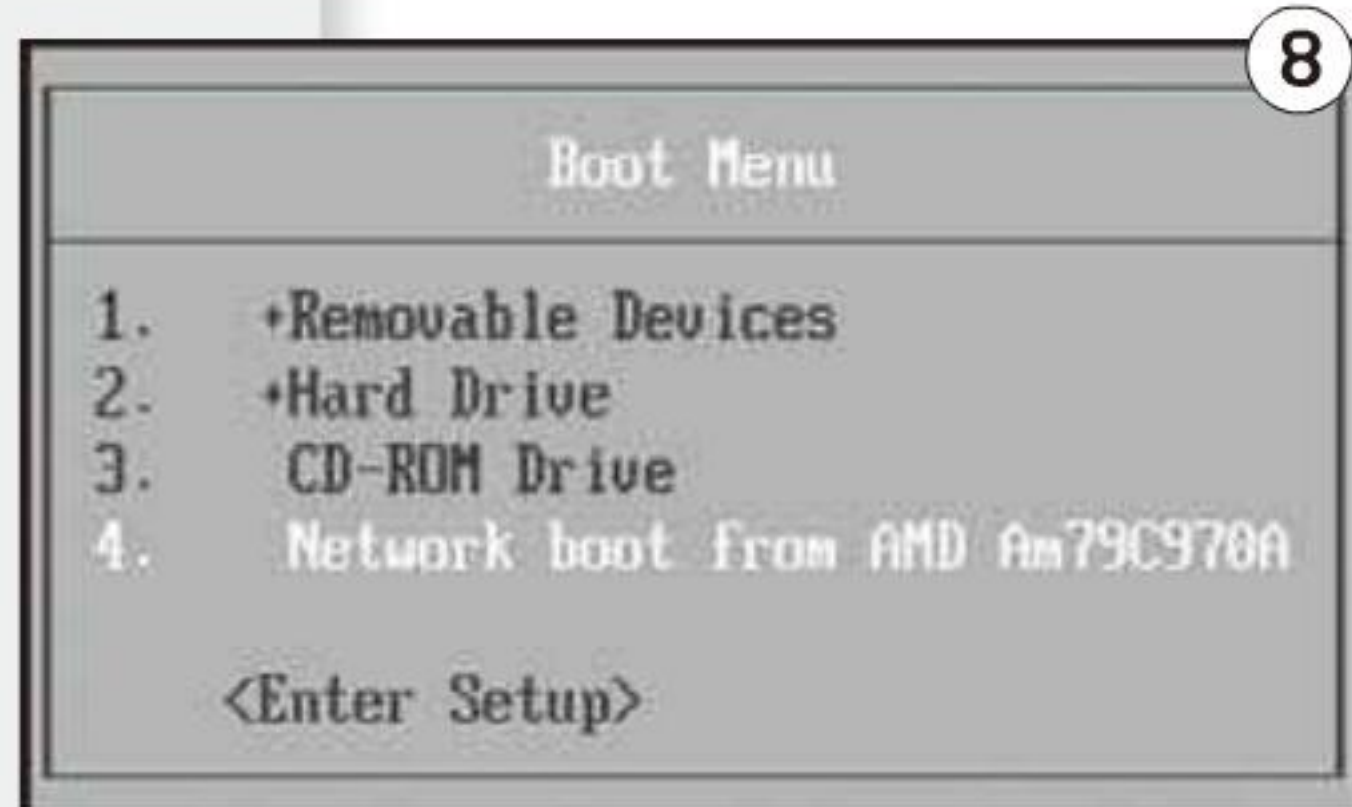 8
Boot Menu
1. +Removable Devices
2. +Hard Drive
3. CD-ROM Drive
4. Network boot from AMD Am79C970A
<Enter Setup>